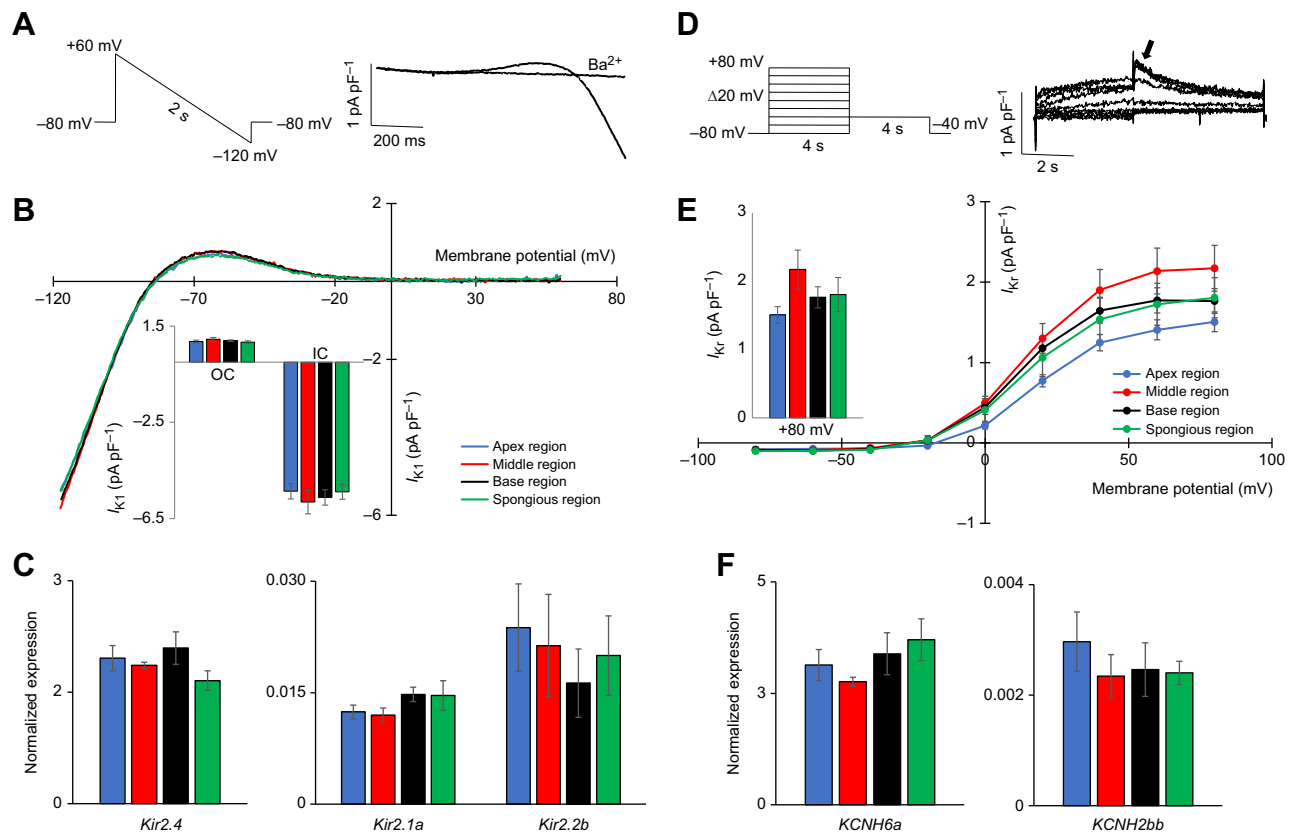 A
+60 mV
2 s
–80 mV
–80 mV
–120 mV
1 pA pF–1
200 ms
Ba2+
B
2
Membrane potential (mV)
–120
–70
–20
30
80
1.5
OC
IC
–2
–2.5
–6.5
–6
IK1 (pA pF–1)
IK1 (pA pF–1)
Apex region
Middle region
Base region
Spongious region
C
Normalized expression
3
2
0
0.030
0.015
0
Kir2.4
Kir2.1a
Kir2.2b
D
+80 mV
Δ20 mV
–80 mV
4 s
4 s
–40 mV
1 pA pF–1
2 s
E
3
2
1
0
IKr (pA pF–1)
+80 mV
3
2
1
0
–1
IKr (pA pF–1)
–100
–50
0
50
100
Membrane potential (mV)
Apex region
Middle region
Base region
Spongious region
F
Normalized expression
5
3
0
0.004
0.002
0
KCNH6a
KCNH2bb